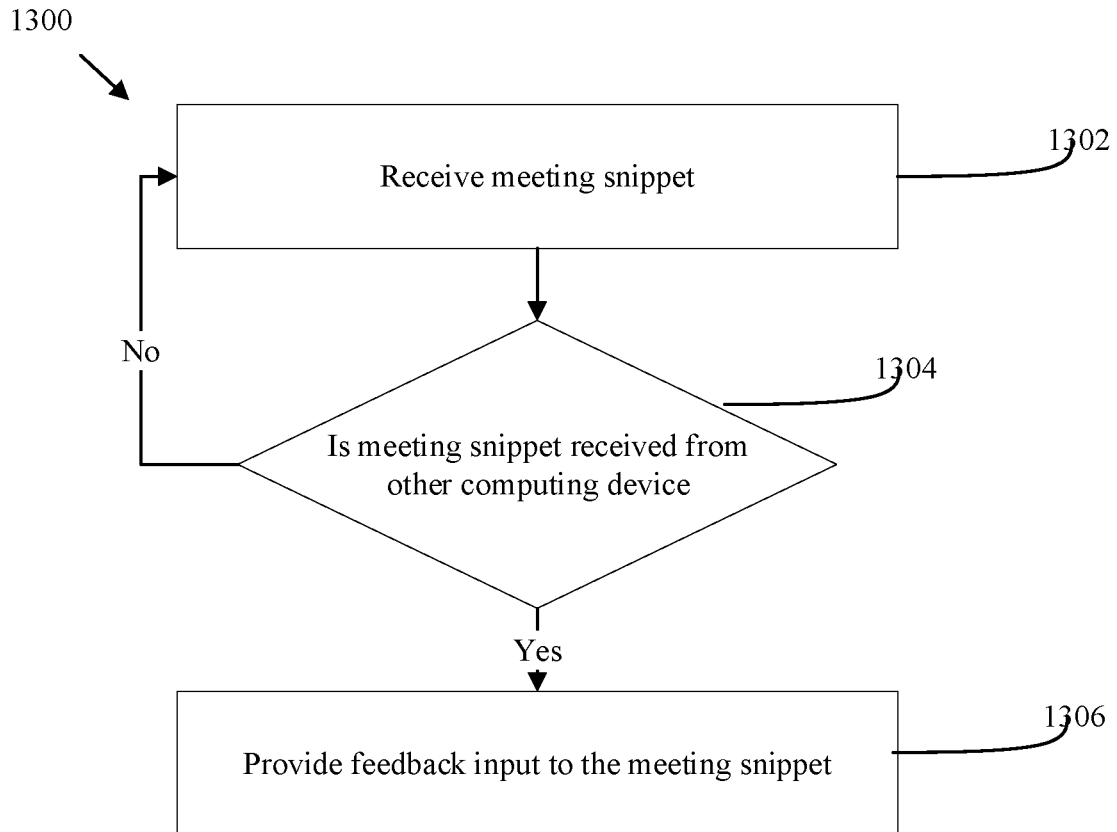 1300
1302
Receive meeting snippet
No
1304
Is meeting snippet received from
other computing device
Yes
1306
Provide feedback input to the meeting snippet